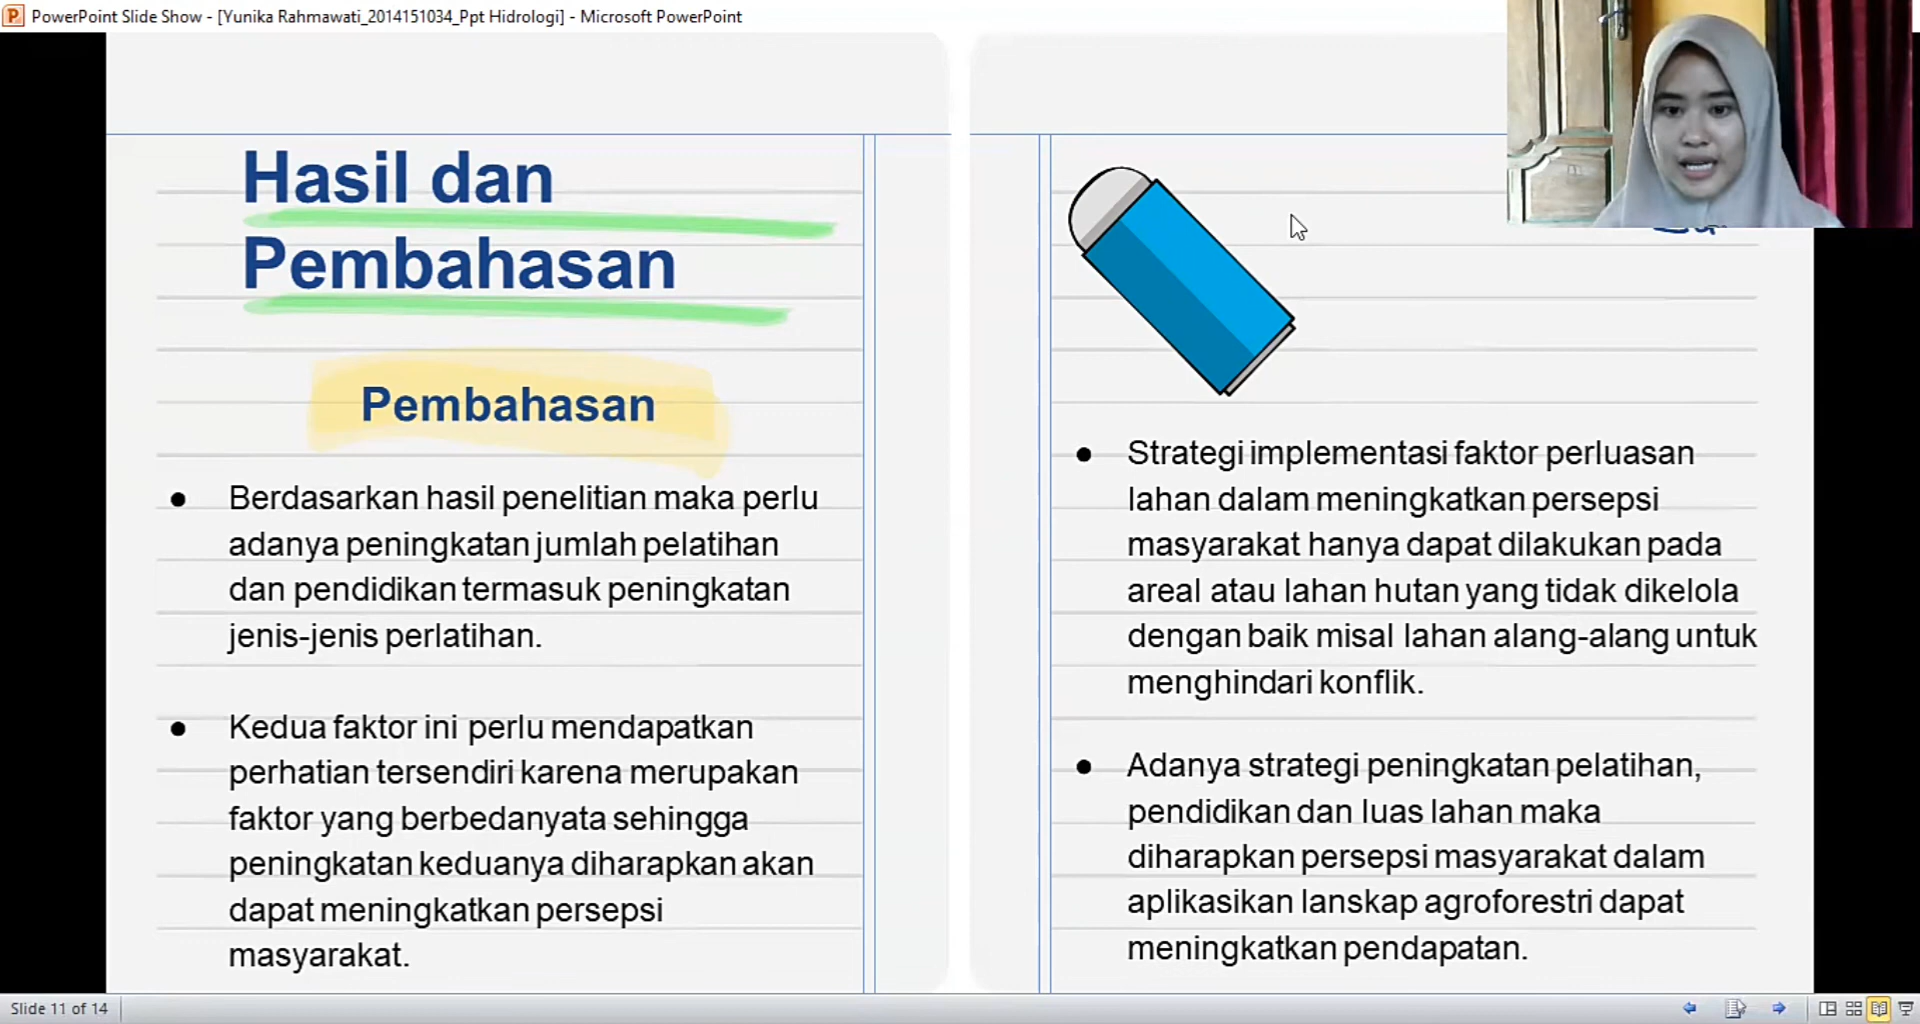 PowerPoint Slide Show - [Yunika Rahmawati_2014151034_Ppt Hidrologi] - Microsoft PowerPoint
Hasil dan
Pembahasan
Pembahasan
● Berdasarkan hasil penelitian maka perlu
adanya peningkatan jumlah pelatihan
dan pendidikan termasuk peningkatan
jenis-jenis perlatihan.
● Kedua faktor ini perlu mendapatkan
perhatian tersendiri karena merupakan
faktor yang berbedanyata sehingga
peningkatan keduanya diharapkan akan
dapat meningkatkan persepsi
masyarakat.
● Strategi implementasi faktor perluasan
lahan dalam meningkatkan persepsi
masyarakat hanya dapat dilakukan pada
areal atau lahan hutan yang tidak dikelola
dengan baik misal lahan alang-alang untuk
menghindari konflik.
● Adanya strategi peningkatan pelatihan,
pendidikan dan luas lahan maka
diharapkan persepsi masyarakat dalam
aplikasikan lanskap agroforestri dapat
meningkatkan pendapatan.
Slide 11 of 14